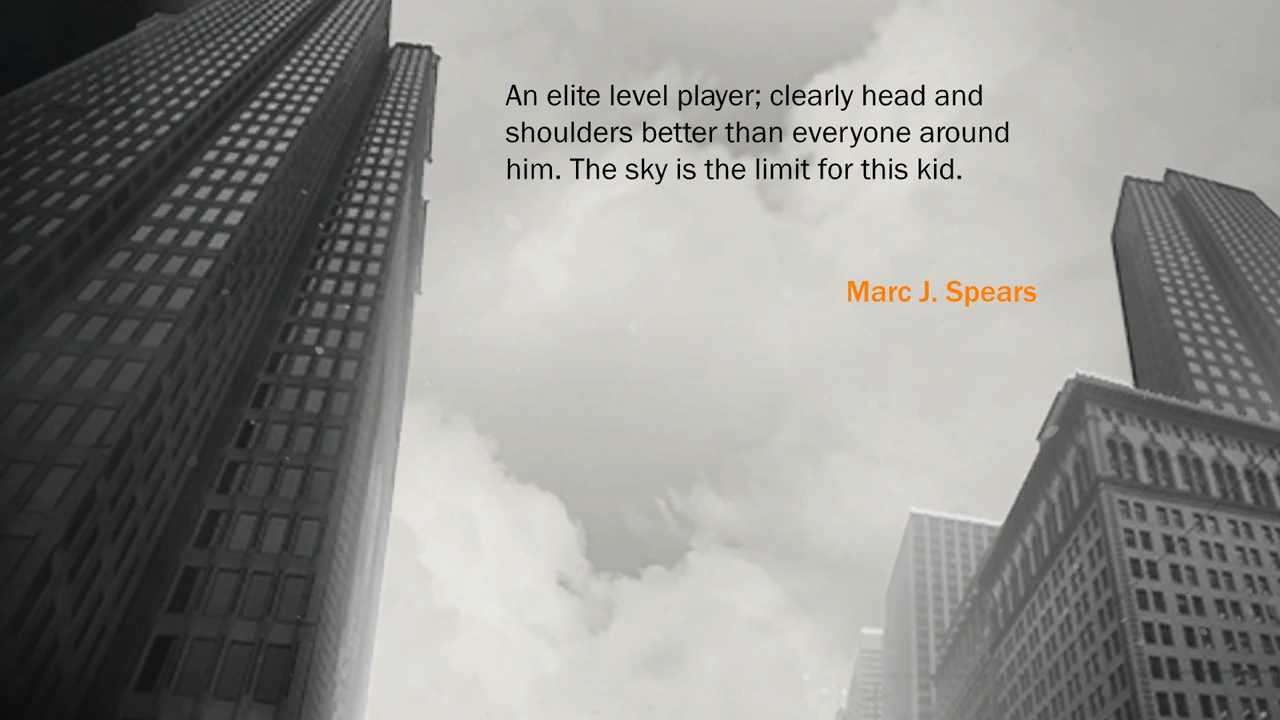 An elite level player; clearly head and
shoulders better than everyone around
him. The sky is the limit for this kid.
Marc J. Spears